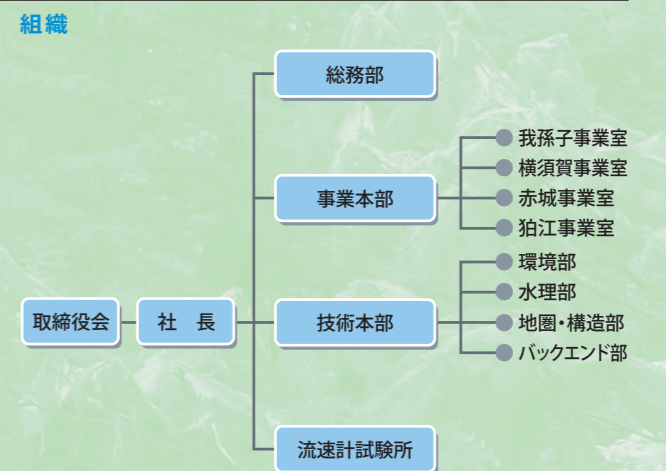 組織
総務部
我孫子事業室
横須賀事業室
事業本部
赤城事業室
狛江事業室
環境部
水理部
取締役会
社　長
技術本部
地圏・構造部
バックエンド部
流速計試験所